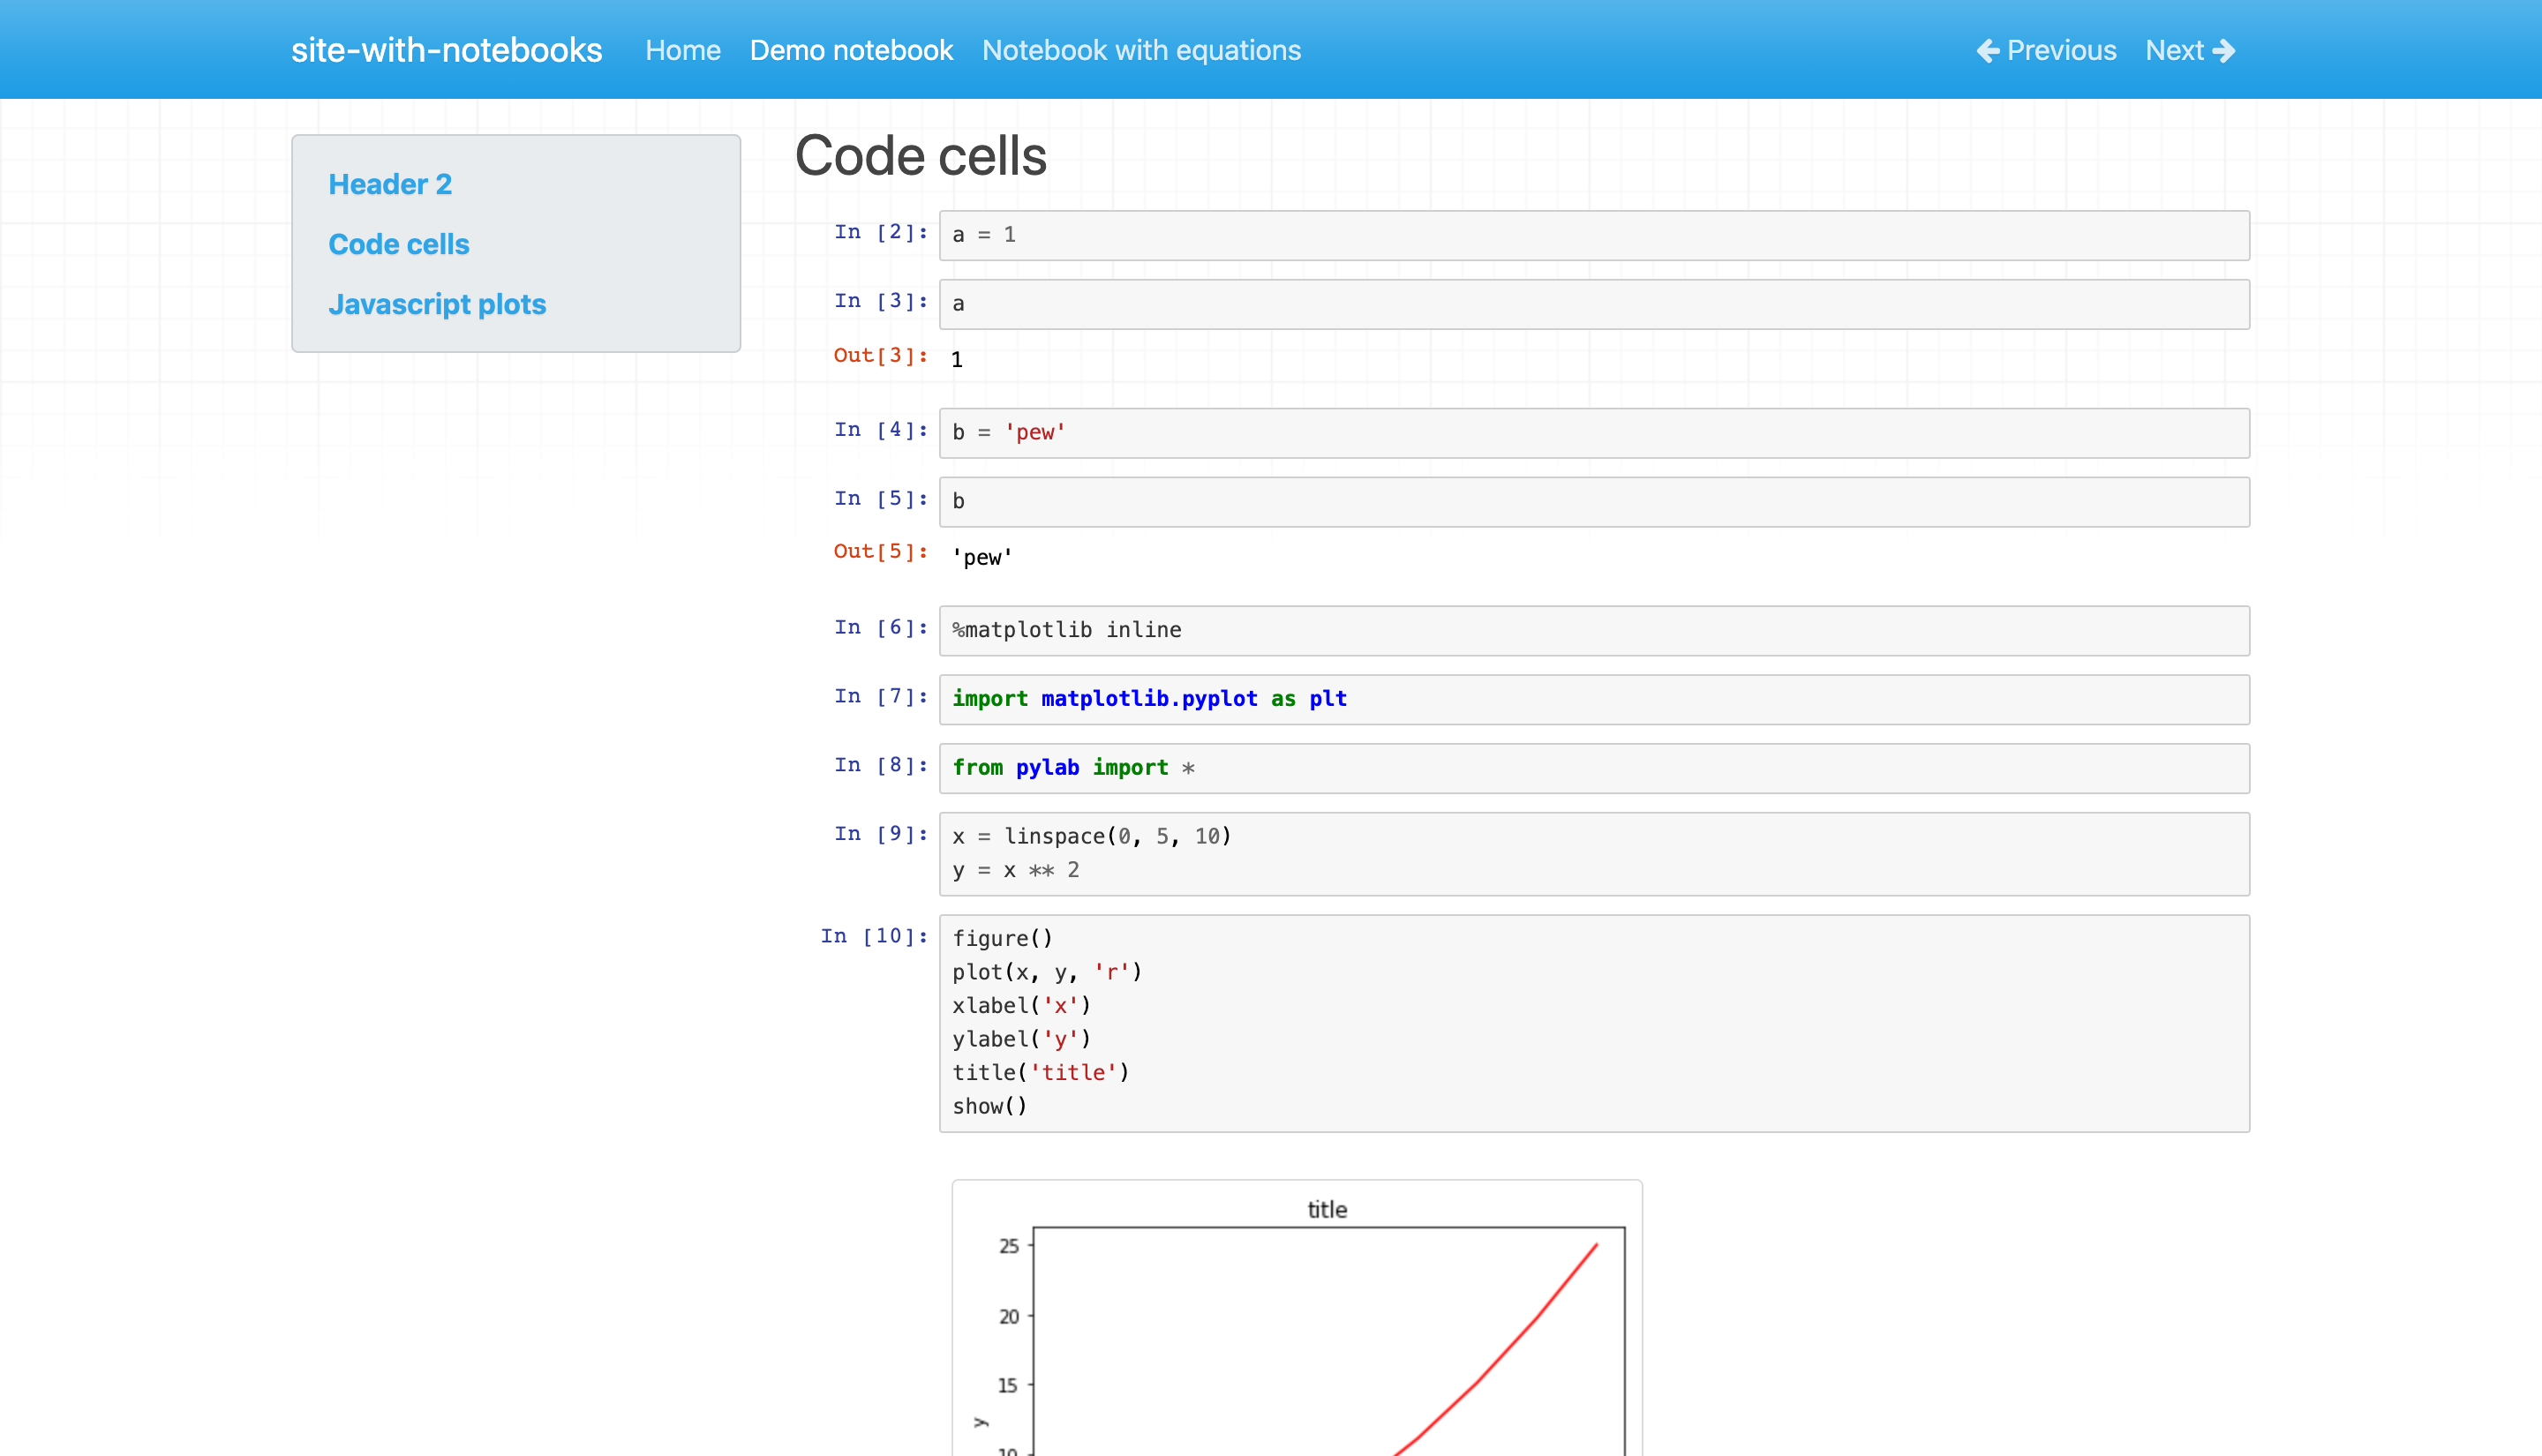 site-with-notebooks Home Demo notebook Notebook with equations Previous Next
Header 2
Code cells
Javascript plots
Code cells
In [2]: a = 1
In [3]: a
Out[3]: 1
In [4]: b = 'pew'
In [5]: b
Out[5]: 'pew'
In [6]: %matplotlib inline
In [7]: import matplotlib.pyplot as plt
In [8]: from pylab import *
In [9]: x = linspace(0, 5, 10)
y = x ** 2
In [10]: figure()
plot(x, y, 'r')
xlabel('x')
ylabel('y')
title('title')
show()
title
25
20
15
y
10